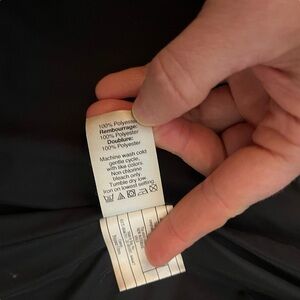 100% Polyester
Rembourrage:
100% Polyester
Doublure:
100% Polyester
Machine wash cold
gentle cycle,
with like colors.
Non chlorine
bleach only
Tumble dry low
Iron on lowest setting